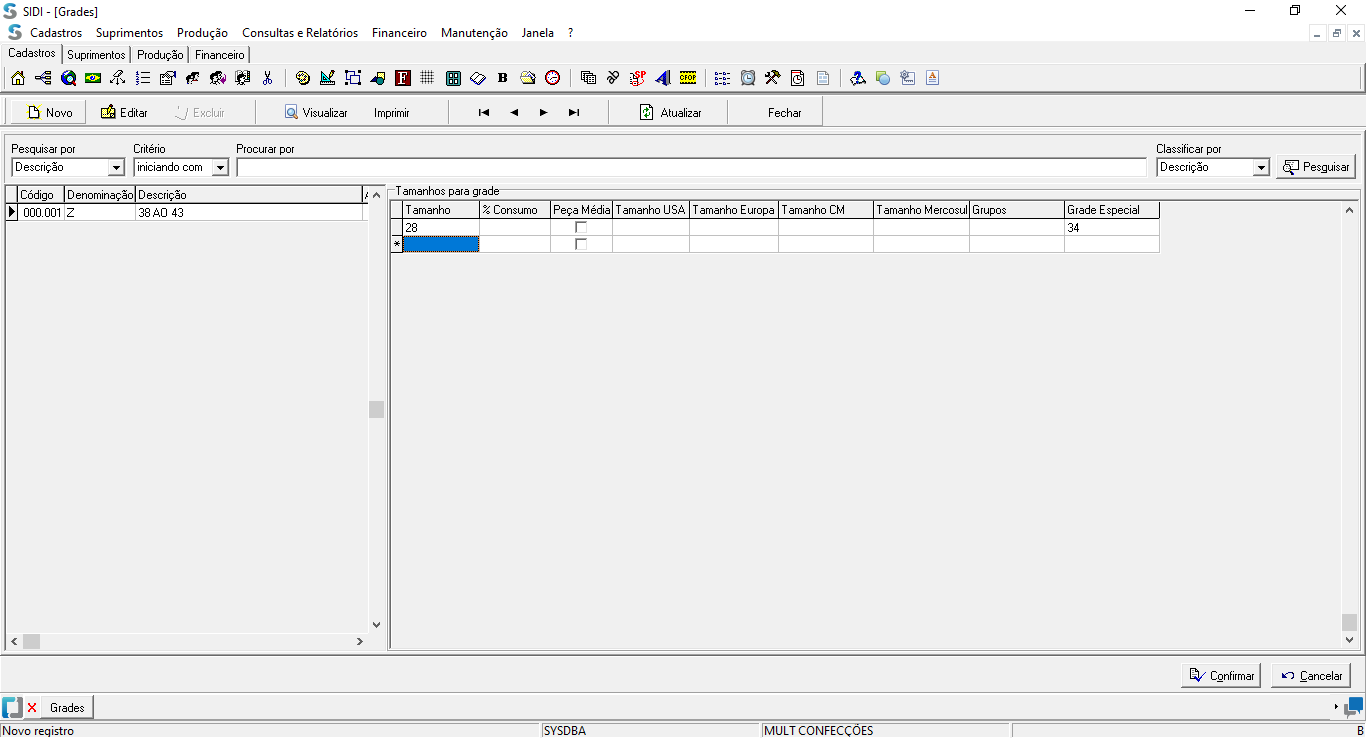 SIDI - [Grades]
Cadastros Suprimentos Produção Consultas e Relatórios Financeiro Manutenção Janela ?
Cadastros Suprimentos Produção Financeiro
F B SP CFOP
Novo Editar Excluir Visualizar Imprimir Atualizar Fechar
Pesquisar por Critério Procurar por Classificar por
Descrição iniciando com Descrição Pesquisar
Tamanhos para grade
Código Denominação Descrição A
000.001 Z 38 AO 43
Tamanho % Consumo Peça Média Tamanho USA Tamanho Europa Tamanho CM Tamanho Mercosul Grupos Grade Especial
28 34
*
Confirmar Cancelar
Grades
Novo registro SYSDBA MULT CONFECÇÕES B